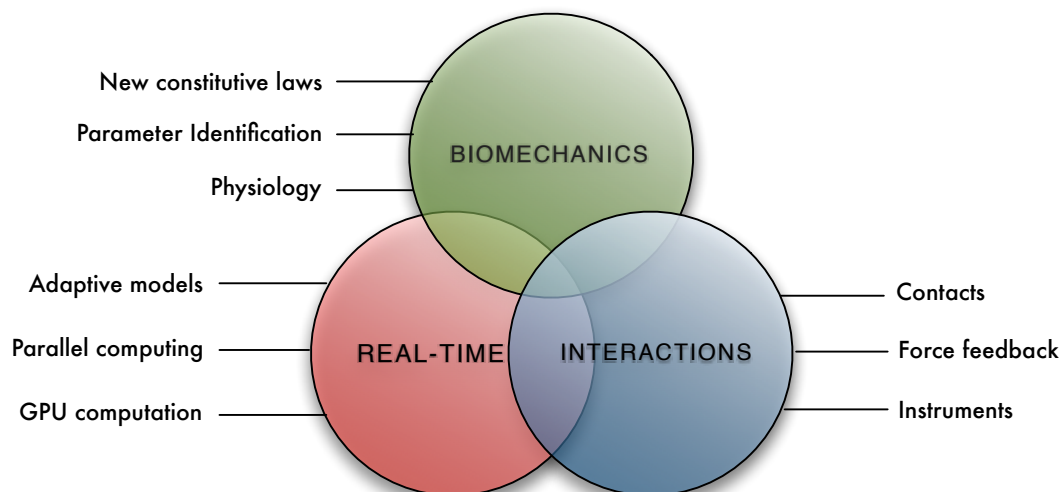 New constitutive laws
Parameter Identification
Physiology
BIOMECHANICS
Adaptive models
Parallel computing
GPU computation
REAL-TIME
INTERACTIONS
Contacts
Force feedback
Instruments